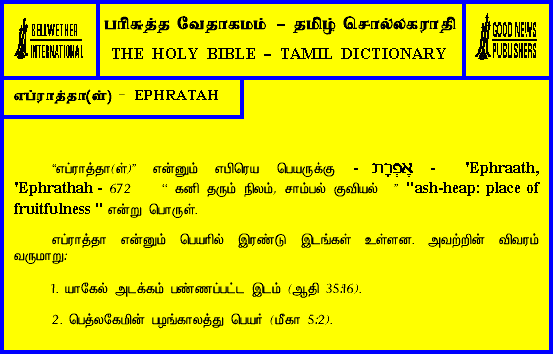 BELLWETHER
INTERNATIONAL
பரிசுத்த வேதாகமம் – தமிழ் சொல்லகராதி
THE HOLY BIBLE – TAMIL DICTIONARY
GOOD NEWS
PUBLISHERS
எப்ராத்தா(ள்) – EPHRATAH
“எப்ராத்தா(ள்)” என்னும் எபிரெய பெயருக்கு - אֶפְרָת - 'Ephraath,
'Ephrathah - 672 “ கனி தரும் நிலம், சாம்பல் குவியல் ” "ash-heap: place of
fruitfulness " என்று பொருள்.
எப்ராத்தா என்னும் பெயரில் இரண்டு இடங்கள் உள்ளன. அவற்றின் விவரம்
வருமாறு:
1. யாகேல் அடக்கம் பண்ணப்பட்ட இடம் (ஆதி 35:16).
2. பெத்லகேமின் பழங்காலத்து பெயர் (மீகா 5:2).